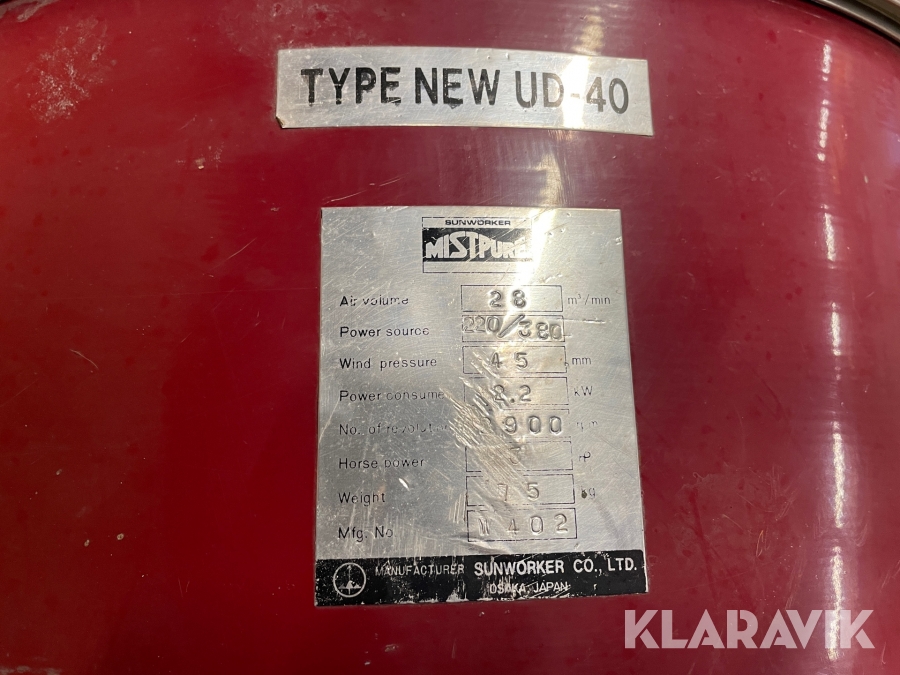 TYPE NEW UD-40
SUNWORKER
MISTPURE
Air volume 28 m³/min
Power source 220/380
Wind pressure 45 mm
Power consume 2.2 kW
No. of revolution 900
Horse power HP
Weight 75 kg
Mfg. No. 402
MANUFACTURER SUNWORKER CO., LTD.
OSAKA, JAPAN
KLARAVIK